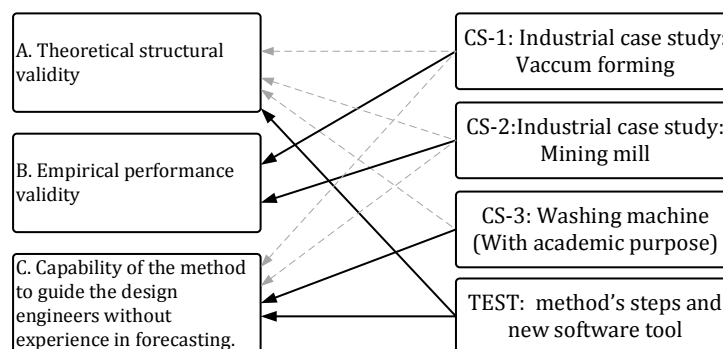 A. Theoretical structural
validity
B. Empirical performance
validity
C. Capability of the method
to guide the design
engineers without
experience in forecasting.
CS-1: Industrial case study:
Vaccum forming
CS-2:Industrial case study:
Mining mill
CS-3: Washing machine
(With academic purpose)
TEST: method's steps and
new software tool